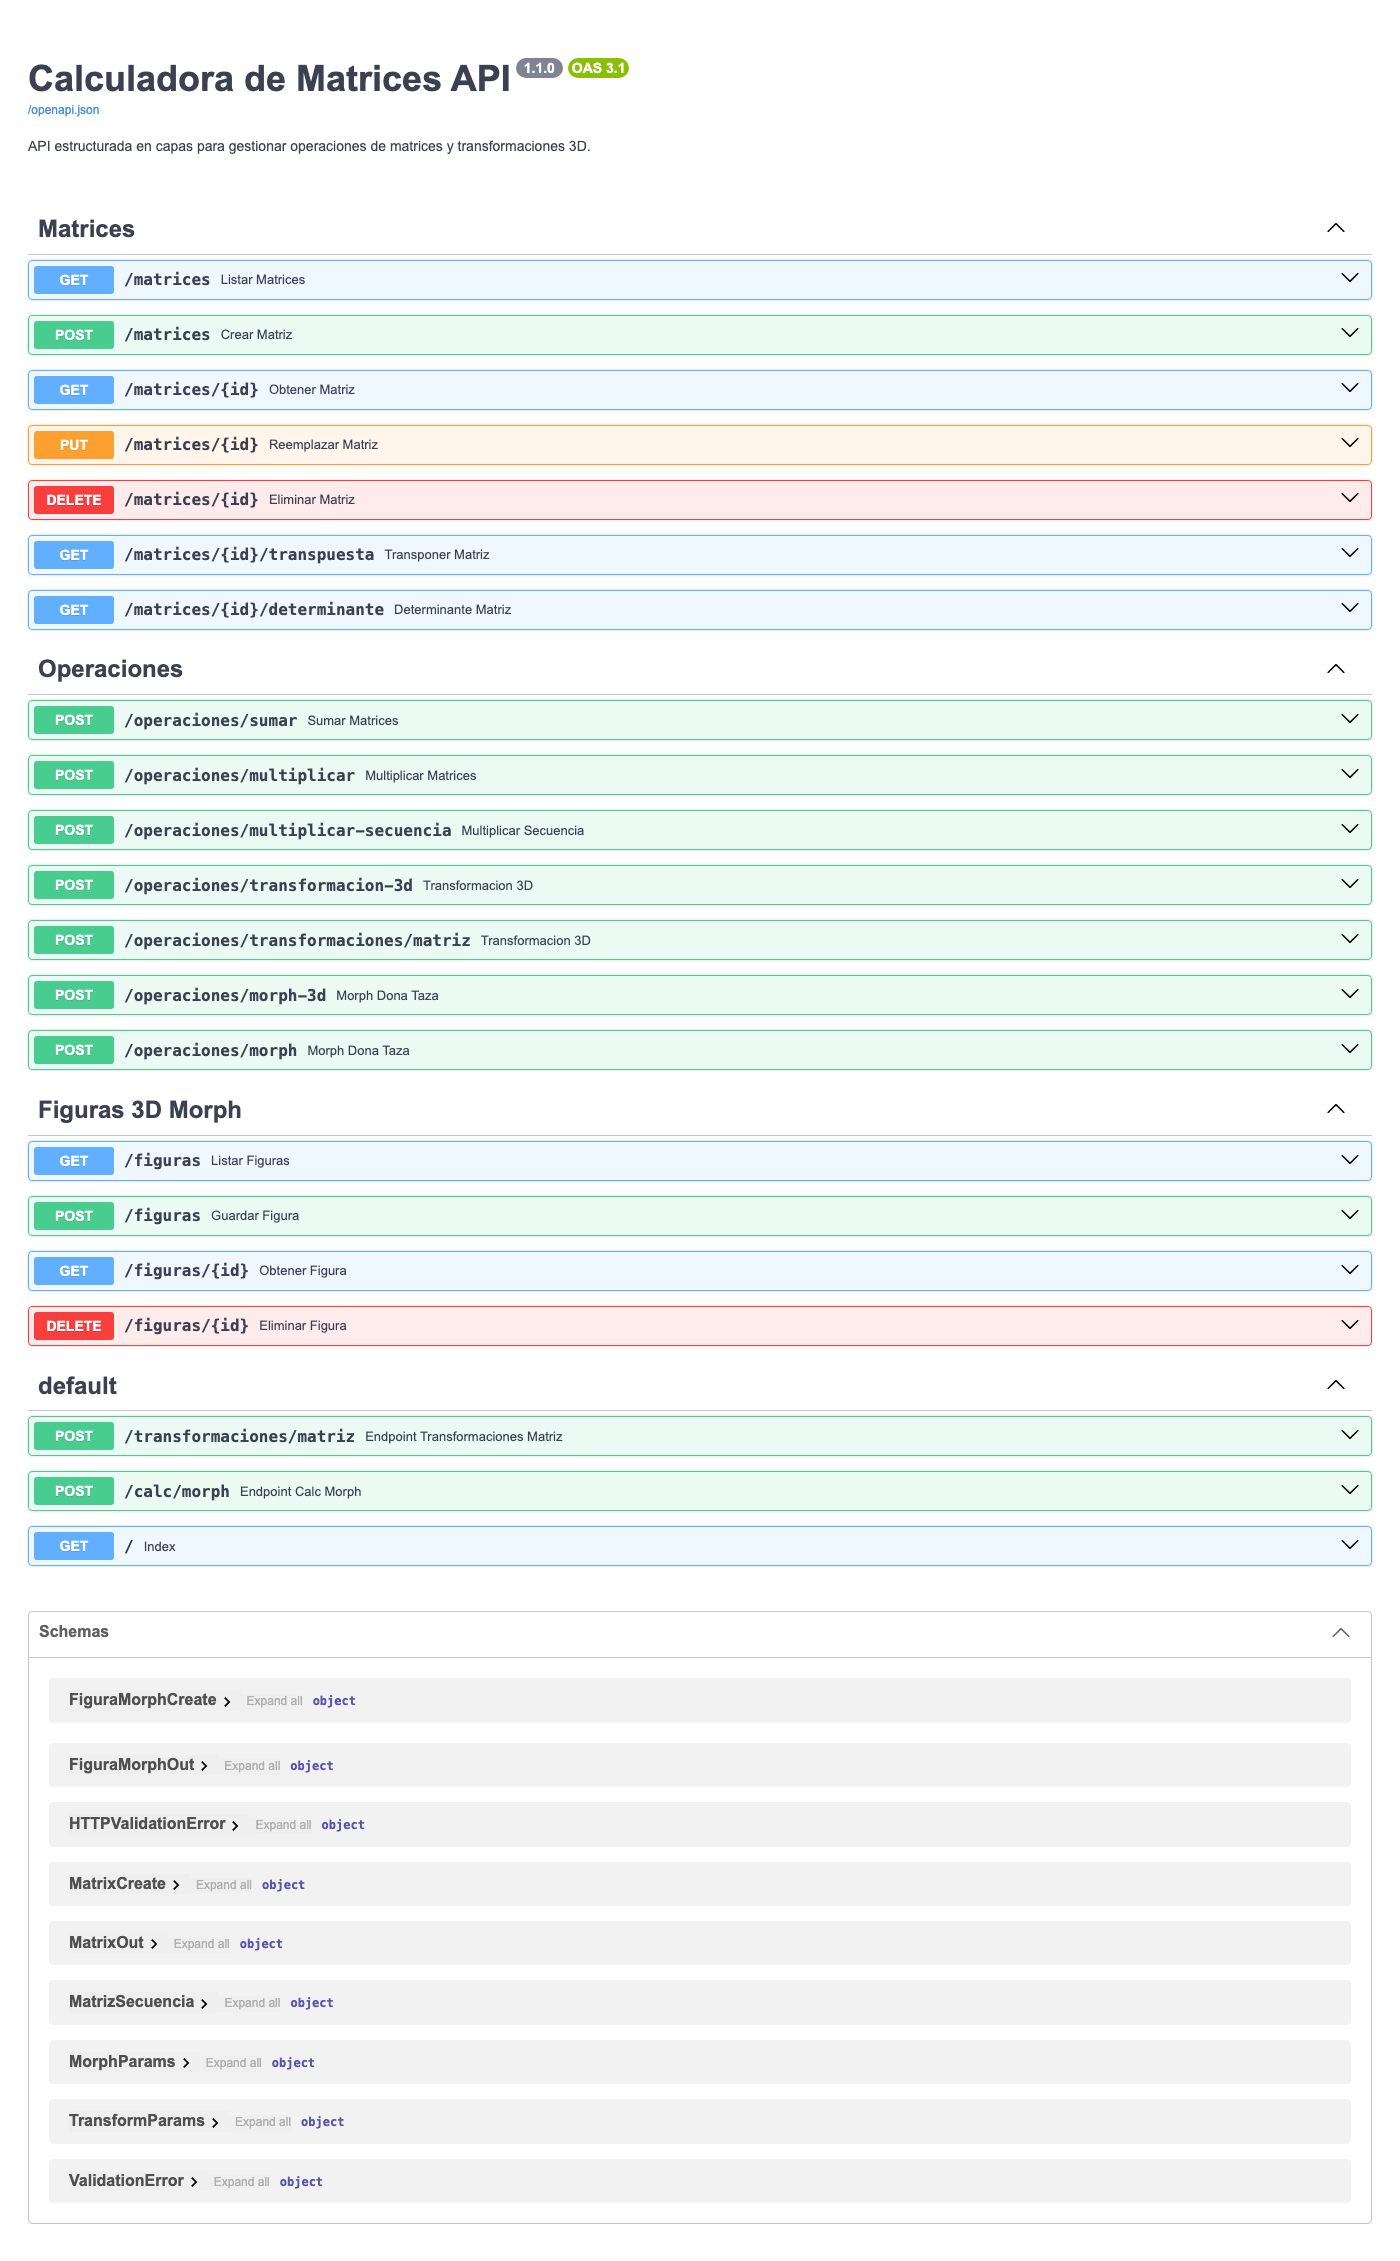 Calculadora de Matrices API 1.1.0 OAS 3.1
/openapi.json
API estructurada en capas para gestionar operaciones de matrices y transformaciones 3D.
Matrices
GET /matrices Listar Matrices
POST /matrices Crear Matriz
GET /matrices/{id} Obtener Matriz
PUT /matrices/{id} Reemplazar Matriz
DELETE /matrices/{id} Eliminar Matriz
GET /matrices/{id}/transpuesta Transponer Matriz
GET /matrices/{id}/determinante Determinante Matriz
Operaciones
POST /operaciones/sumar Sumar Matrices
POST /operaciones/multiplicar Multiplicar Matrices
POST /operaciones/multiplicar-secuencia Multiplicar Secuencia
POST /operaciones/transformacion-3d Transformacion 3D
POST /operaciones/transformaciones/matriz Transformacion 3D
POST /operaciones/morph-3d Morph Dona Taza
POST /operaciones/morph Morph Dona Taza
Figuras 3D Morph
GET /figuras Listar Figuras
POST /figuras Guardar Figura
GET /figuras/{id} Obtener Figura
DELETE /figuras/{id} Eliminar Figura
default
POST /transformaciones/matriz Endpoint Transformaciones Matriz
POST /calc/morph Endpoint Calc Morph
GET / Index
Schemas
FiguraMorphCreate Expand all object
FiguraMorphOut Expand all object
HTTPValidationError Expand all object
MatrixCreate Expand all object
MatrixOut Expand all object
MatrizSecuencia Expand all object
MorphParams Expand all object
TransformParams Expand all object
ValidationError Expand all object